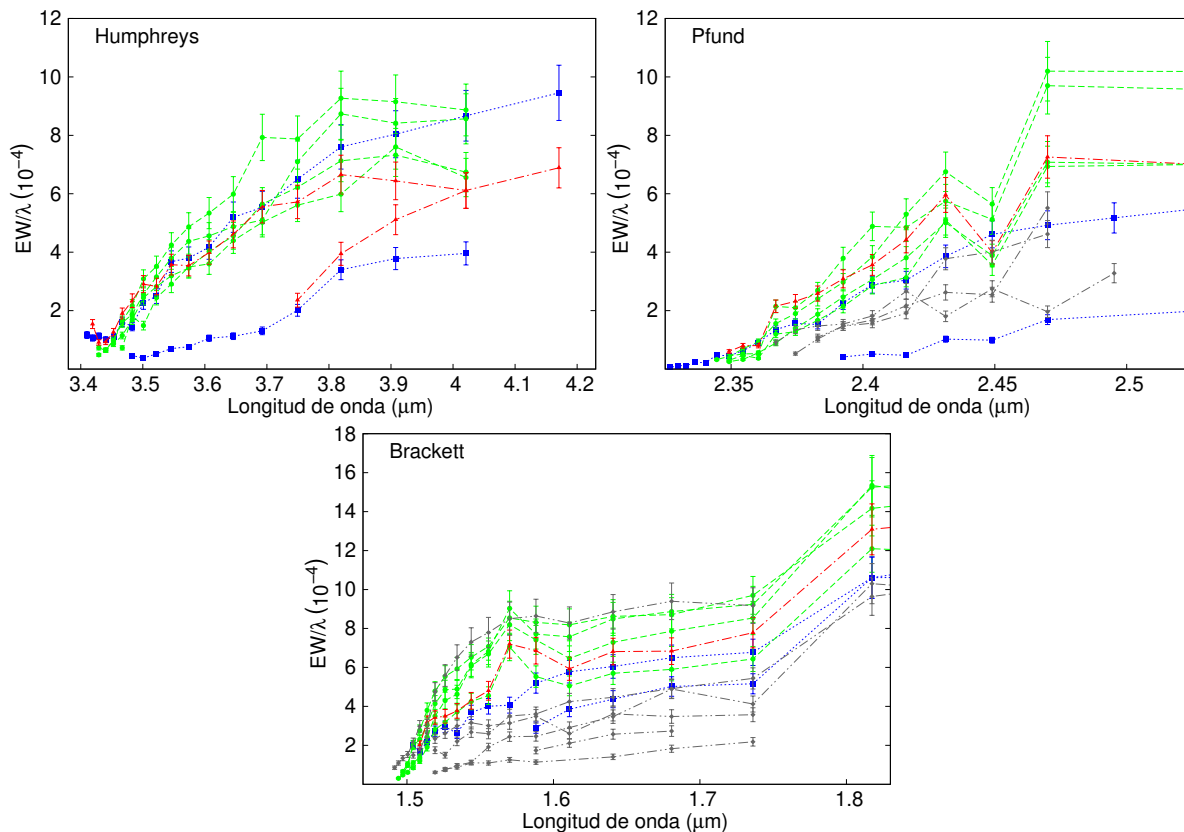 Humphreys
12
10
8
6
4
2
EW/λ (10⁻⁴)
3.4 3.5 3.6 3.7 3.8 3.9 4 4.1 4.2
Longitud de onda (μm)
Pfund
12
10
8
6
4
2
EW/λ (10⁻⁴)
2.35 2.4 2.45 2.5
Longitud de onda (μm)
Brackett
18
16
14
12
10
8
6
4
2
EW/λ (10⁻⁴)
1.5 1.6 1.7 1.8
Longitud de onda (μm)